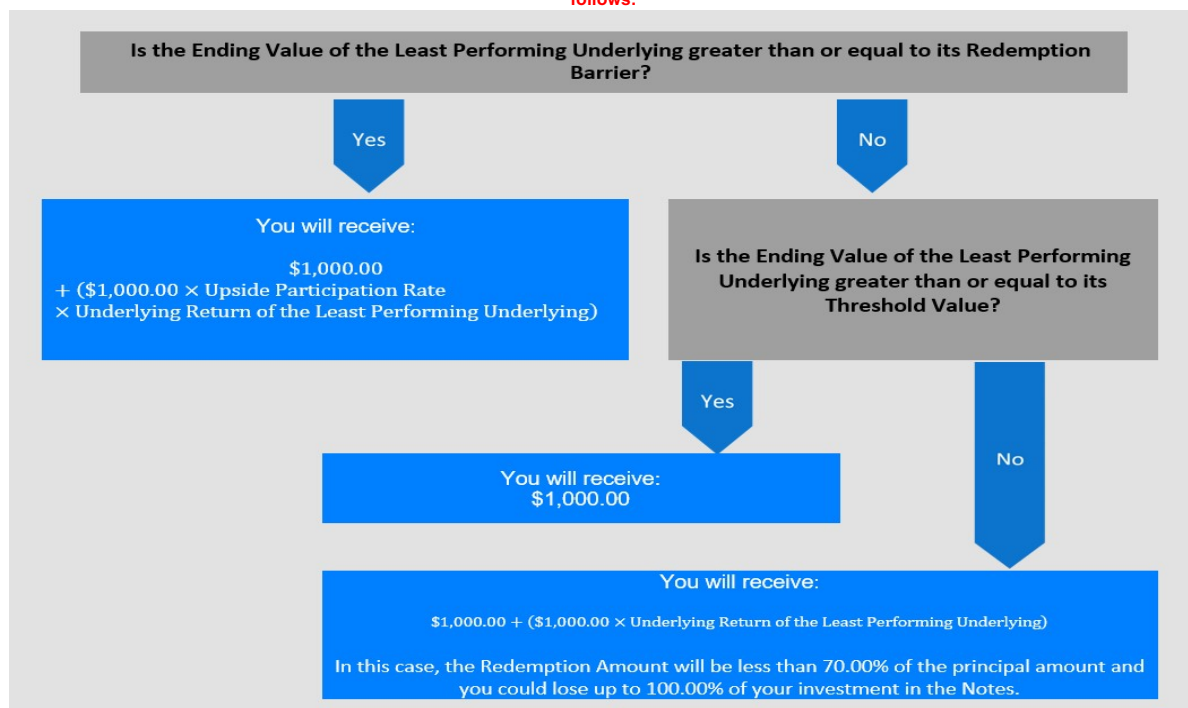 follows:
Is the Ending Value of the Least Performing Underlying greater than or equal to its Redemption
Barrier?
Yes
No
You will receive:
$1,000.00
+ ($1,000.00 × Upside Participation Rate
× Underlying Return of the Least Performing Underlying)
Is the Ending Value of the Least Performing
Underlying greater than or equal to its
Threshold Value?
Yes
No
You will receive:
$1,000.00
You will receive:
$1,000.00 + ($1,000.00 × Underlying Return of the Least Performing Underlying)
In this case, the Redemption Amount will be less than 70.00% of the principal amount and
you could lose up to 100.00% of your investment in the Notes.